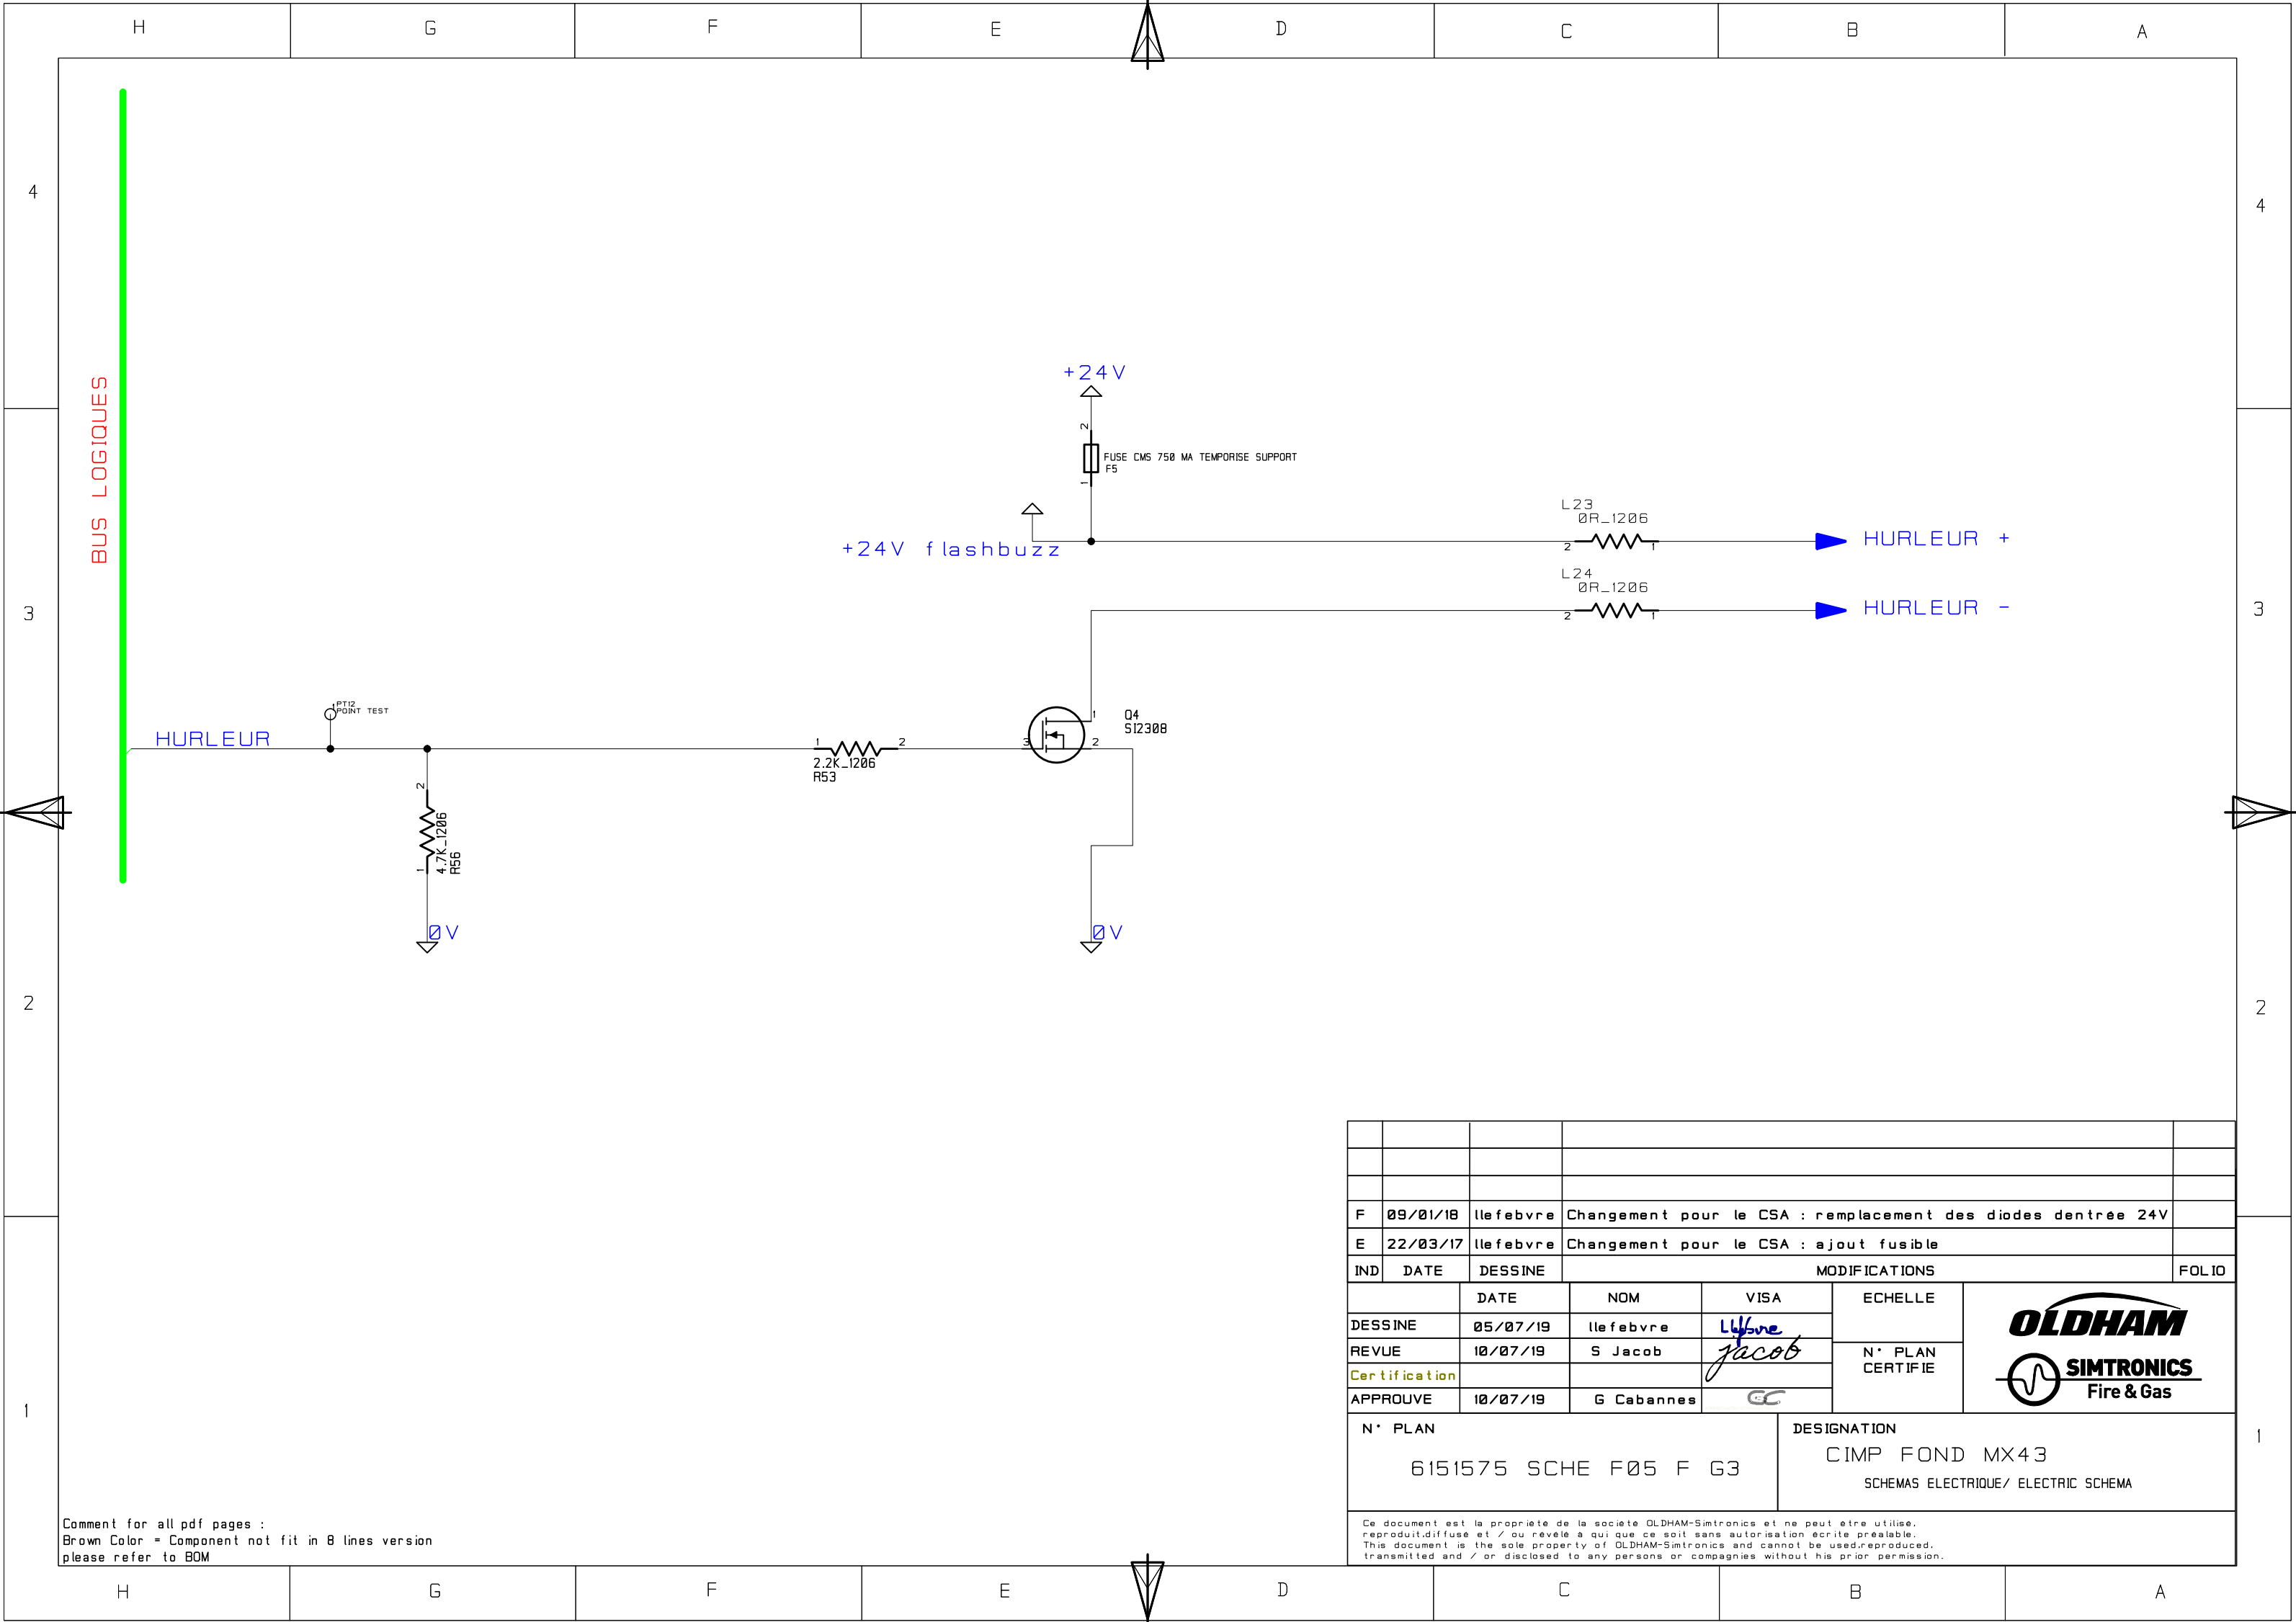 H G F E D C B A
4
4
BUS LOGIQUES
+24V
2
FUSE CMS 750 MA TEMPORISE SUPPORT
F5
1
+24V flashbuzz
L23
0R_1206
2 1
HURLEUR +
L24
0R_1206
2 1
HURLEUR -
3
3
PT12
1
POINT TEST
HURLEUR
1 2
2.2K_1206
R53
3
1
2
Q4
SI2308
2
4.7K_1206
R56
1
0V
0V
2
2
F 09/01/18 llefebvre Changement pour le CSA : remplacement des diodes dentrée 24V
E 22/03/17 llefebvre Changement pour le CSA : ajout fusible
IND DATE DESSINE MODIFICATIONS FOLIO
DATE NOM VISA ECHELLE
DESSINE 05/07/19 llefebvre Llefbvre
REVUE 10/07/19 S Jacob jacob
N° PLAN
CERTIFIE
Certification
APPROUVE 10/07/19 G Cabannes GC
OLDHAM
SIMTRONICS
Fire & Gas
1
1
N° PLAN
6151575 SCHE F05 F G3
DESIGNATION
CIMP FOND MX43
SCHEMAS ELECTRIQUE/ ELECTRIC SCHEMA
Ce document est la propriété de la société OLDHAM-Simtronics et ne peut être utilisé,
reproduit,diffusé et / ou révélé à qui que ce soit sans autorisation écrite préalable.
This document is the sole property of OLDHAM-Simtronics and cannot be used,reproduced,
transmitted and / or disclosed to any persons or compagnies without his prior permission.
Comment for all pdf pages :
Brown Color = Component not fit in 8 lines version
please refer to BOM
H G F E D C B A